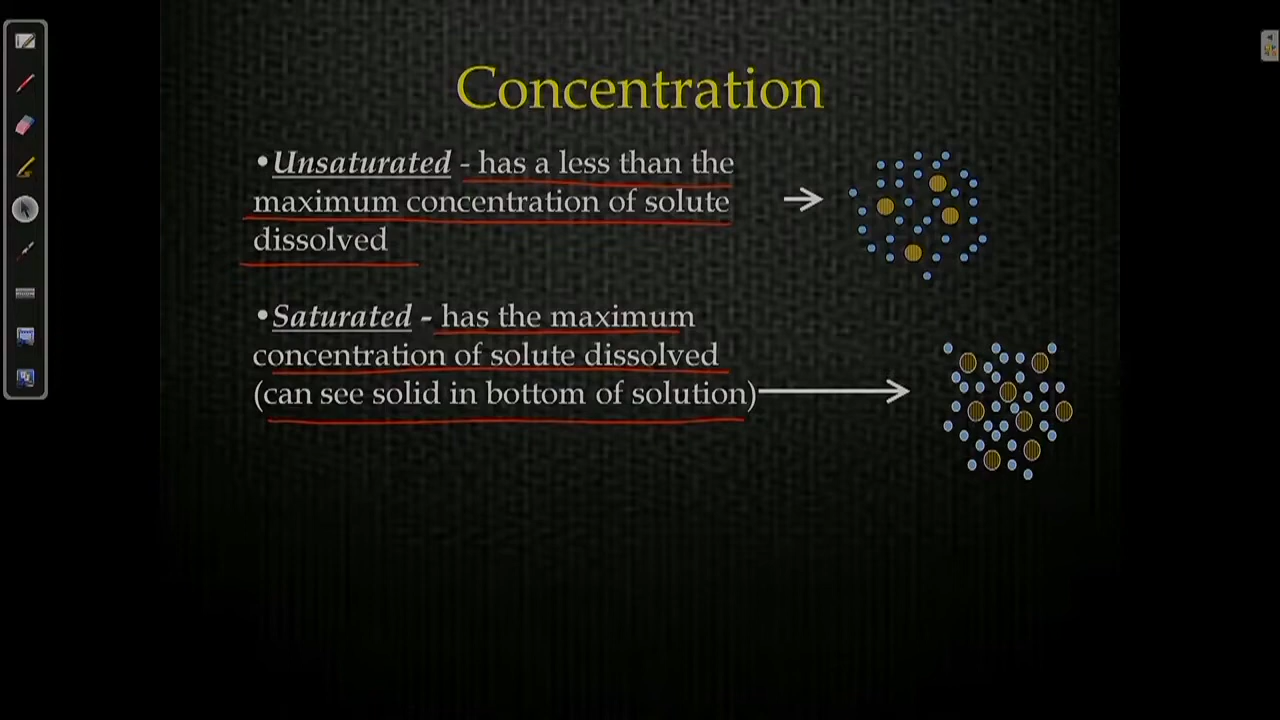 Concentration
•Unsaturated - has a less than the
maximum concentration of solute
dissolved
•Saturated - has the maximum
concentration of solute dissolved
(can see solid in bottom of solution)